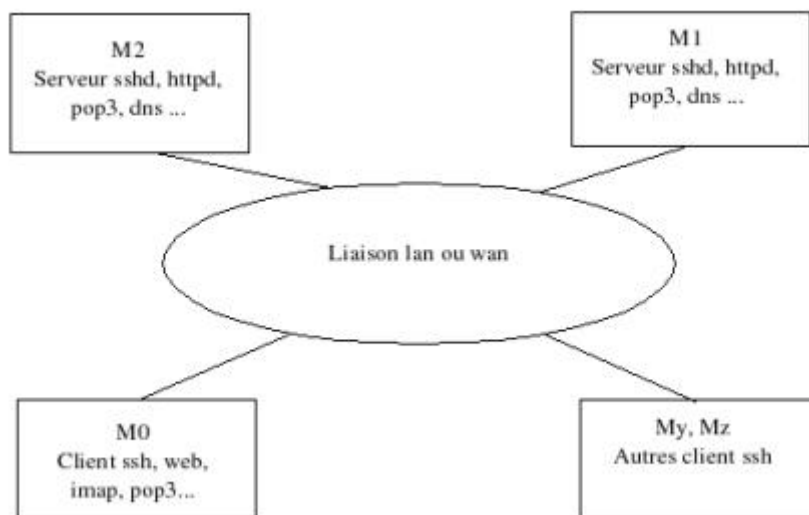 M2
Serveur sshd, httpd,
pop3, dns ...
M1
Serveur sshd, httpd,
pop3, dns ...
Liaison lan ou wan
M0
Client ssh, web,
imap, pop3...
My, Mz
Autres client ssh